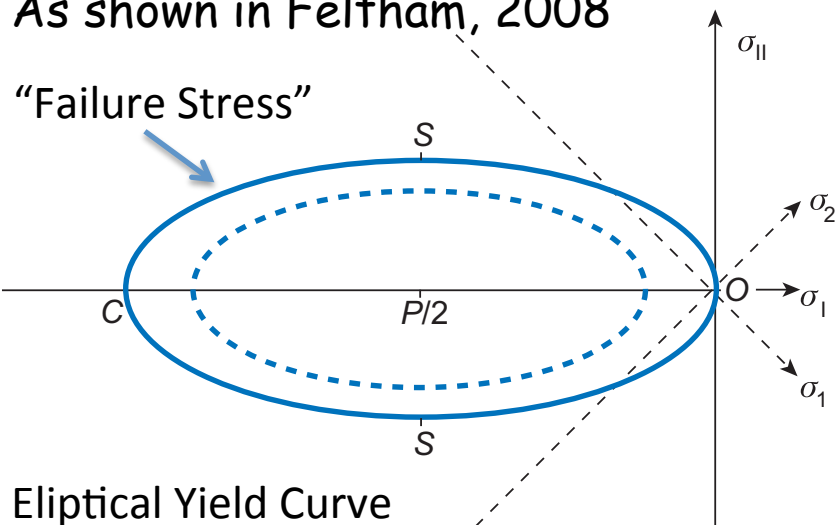 As shown in Feltham, 2008
σII
“Failure Stress”
S
σ2
C
P/2
O
σI
σ1
S
Eliptical Yield Curve